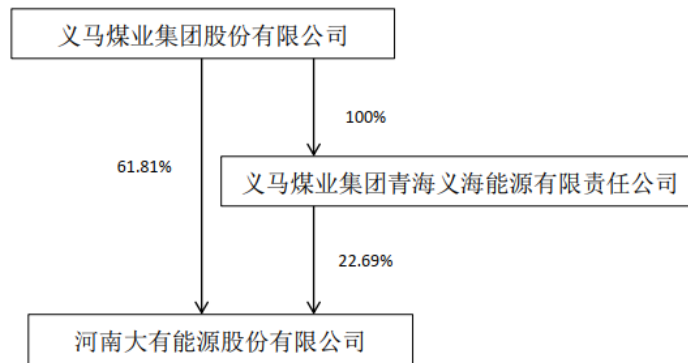 义马煤业集团股份有限公司
100%
61.81%
义马煤业集团青海义海能源有限责任公司
22.69%
河南大有能源股份有限公司